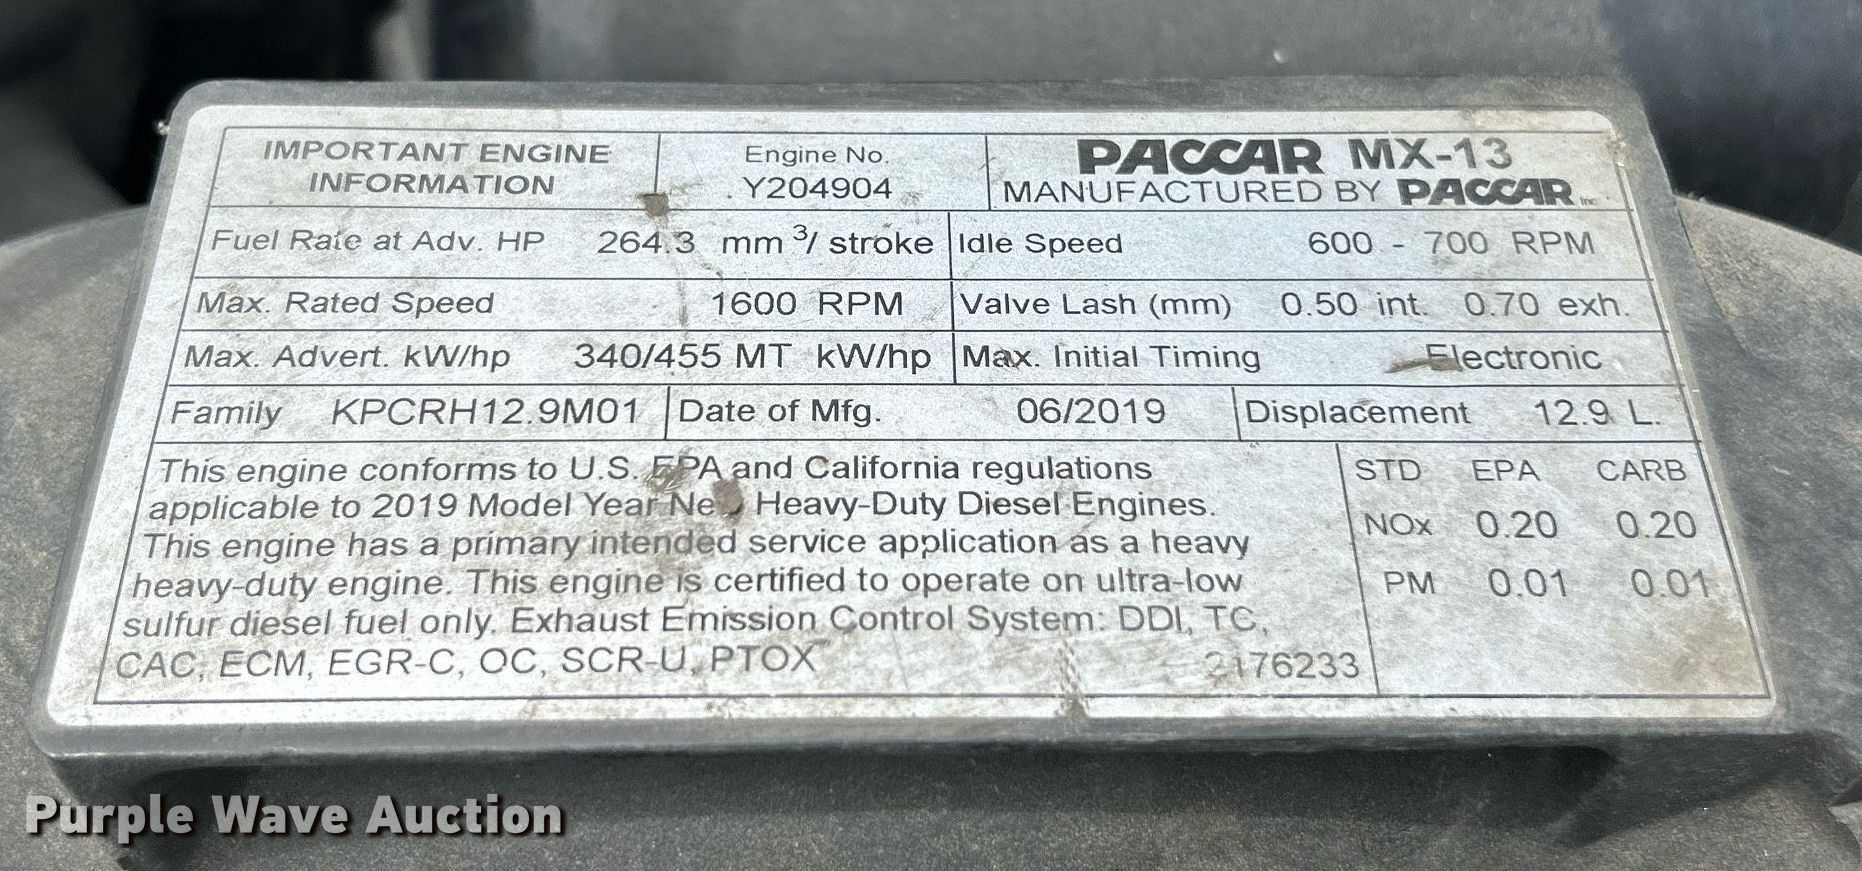 IMPORTANT ENGINE
INFORMATION
Engine No.
Y204904
PACCAR MX-13
MANUFACTURED BY PACCAR Inc.
Fuel Rate at Adv. HP 264.3 mm3/ stroke
Idle Speed 600 - 700 RPM
Max. Rated Speed 1600 RPM
Valve Lash (mm) 0.50 int. 0.70 exh.
Max. Advert. kW/hp 340/455 MT kW/hp
Max. Initial Timing Electronic
Family KPCRH12.9M01
Date of Mfg. 06/2019
Displacement 12.9 L.
This engine conforms to U.S. EPA and California regulations
applicable to 2019 Model Year New Heavy-Duty Diesel Engines.
This engine has a primary intended service application as a heavy
heavy-duty engine. This engine is certified to operate on ultra-low
sulfur diesel fuel only. Exhaust Emission Control System: DDI, TC,
CAC, ECM, EGR-C, OC, SCR-U, PTOX
2176233
STD EPA CARB
NOx 0.20 0.20
PM 0.01 0.01
Purple Wave Auction